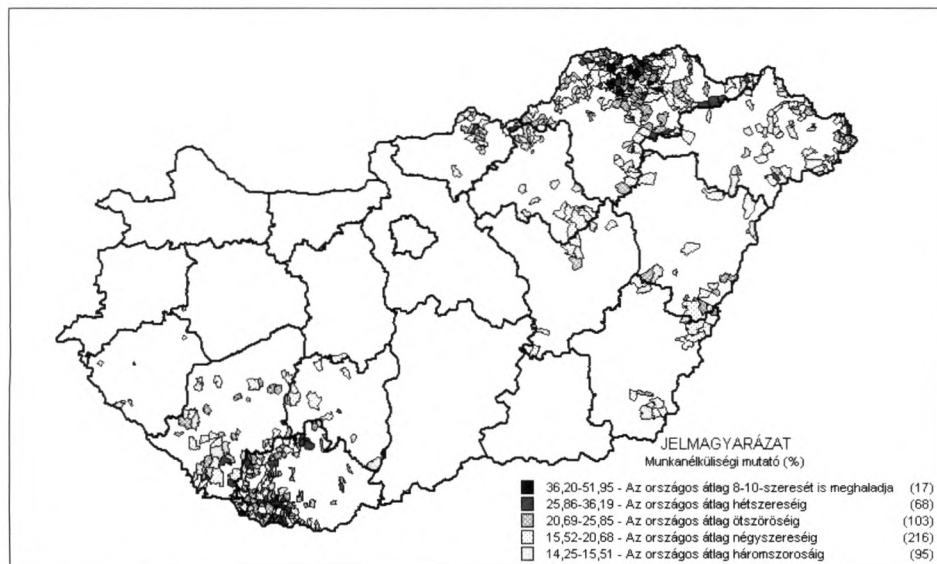 JELMAGYARÁZAT
Munkanélküliségi mutató (%)
36,20-51,95 - Az országos átlag 8-10-szeresét is meghaladja (17)
25,86-36,19 - Az országos átlag hétszereséig (68)
20,69-25,85 - Az országos átlag ötszöröséig (103)
15,52-20,68 - Az országos átlag négyszereséig (216)
14,25-15,51 - Az országos átlag háromszorosáig (95)